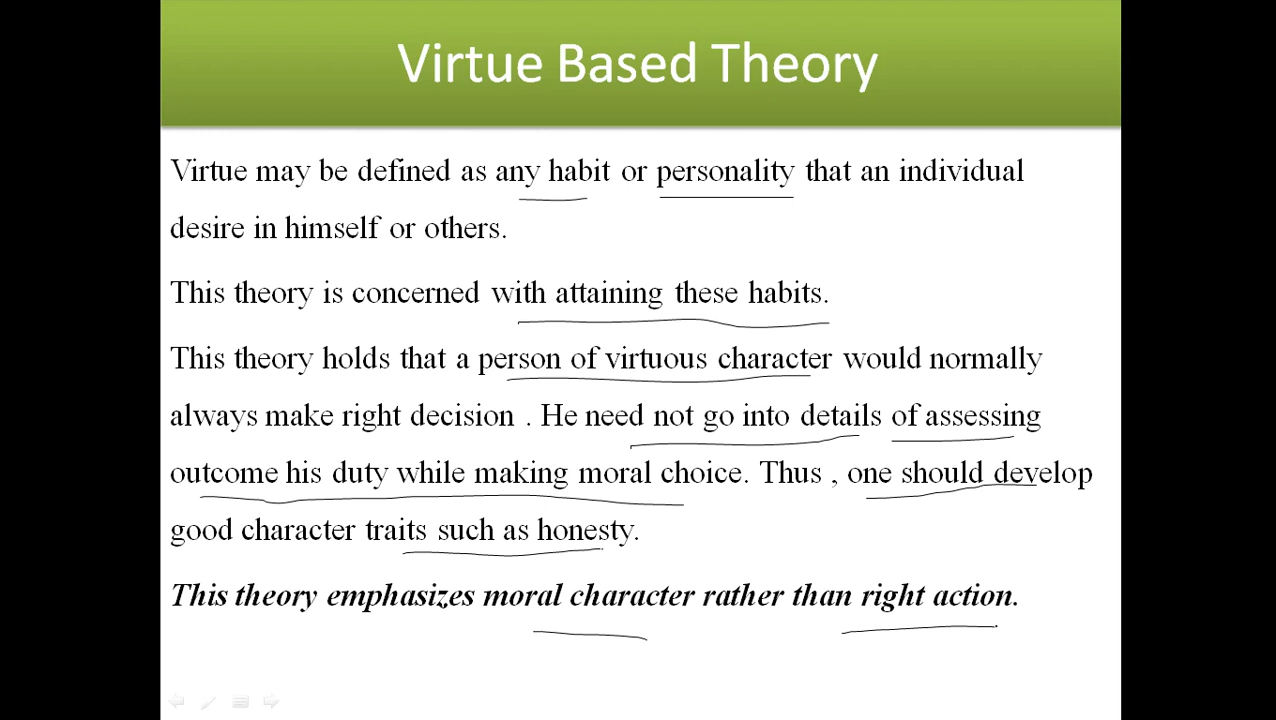 Virtue Based Theory
Virtue may be defined as any habit or personality that an individual
desire in himself or others.
This theory is concerned with attaining these habits.
This theory holds that a person of virtuous character would normally
always make right decision . He need not go into details of assessing
outcome his duty while making moral choice. Thus , one should develop
good character traits such as honesty.
This theory emphasizes moral character rather than right action.